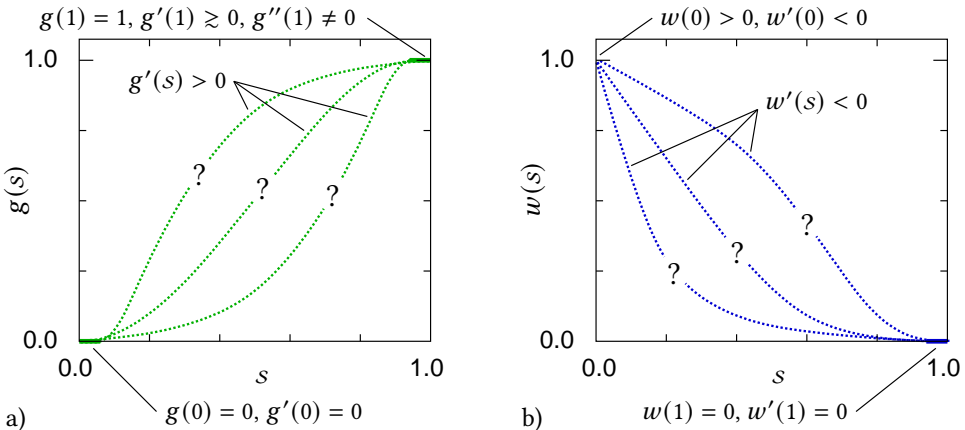 g(1) = 1, g′(1) ≳ 0, g″(1) ≠ 0
g′(s) > 0
1.0
g(s)
?
?
?
0.0
0.0
s
1.0
a)
g(0) = 0, g′(0) = 0
w(0) > 0, w′(0) < 0
w′(s) < 0
1.0
w(s)
?
?
?
0.0
0.0
s
1.0
b)
w(1) = 0, w′(1) = 0